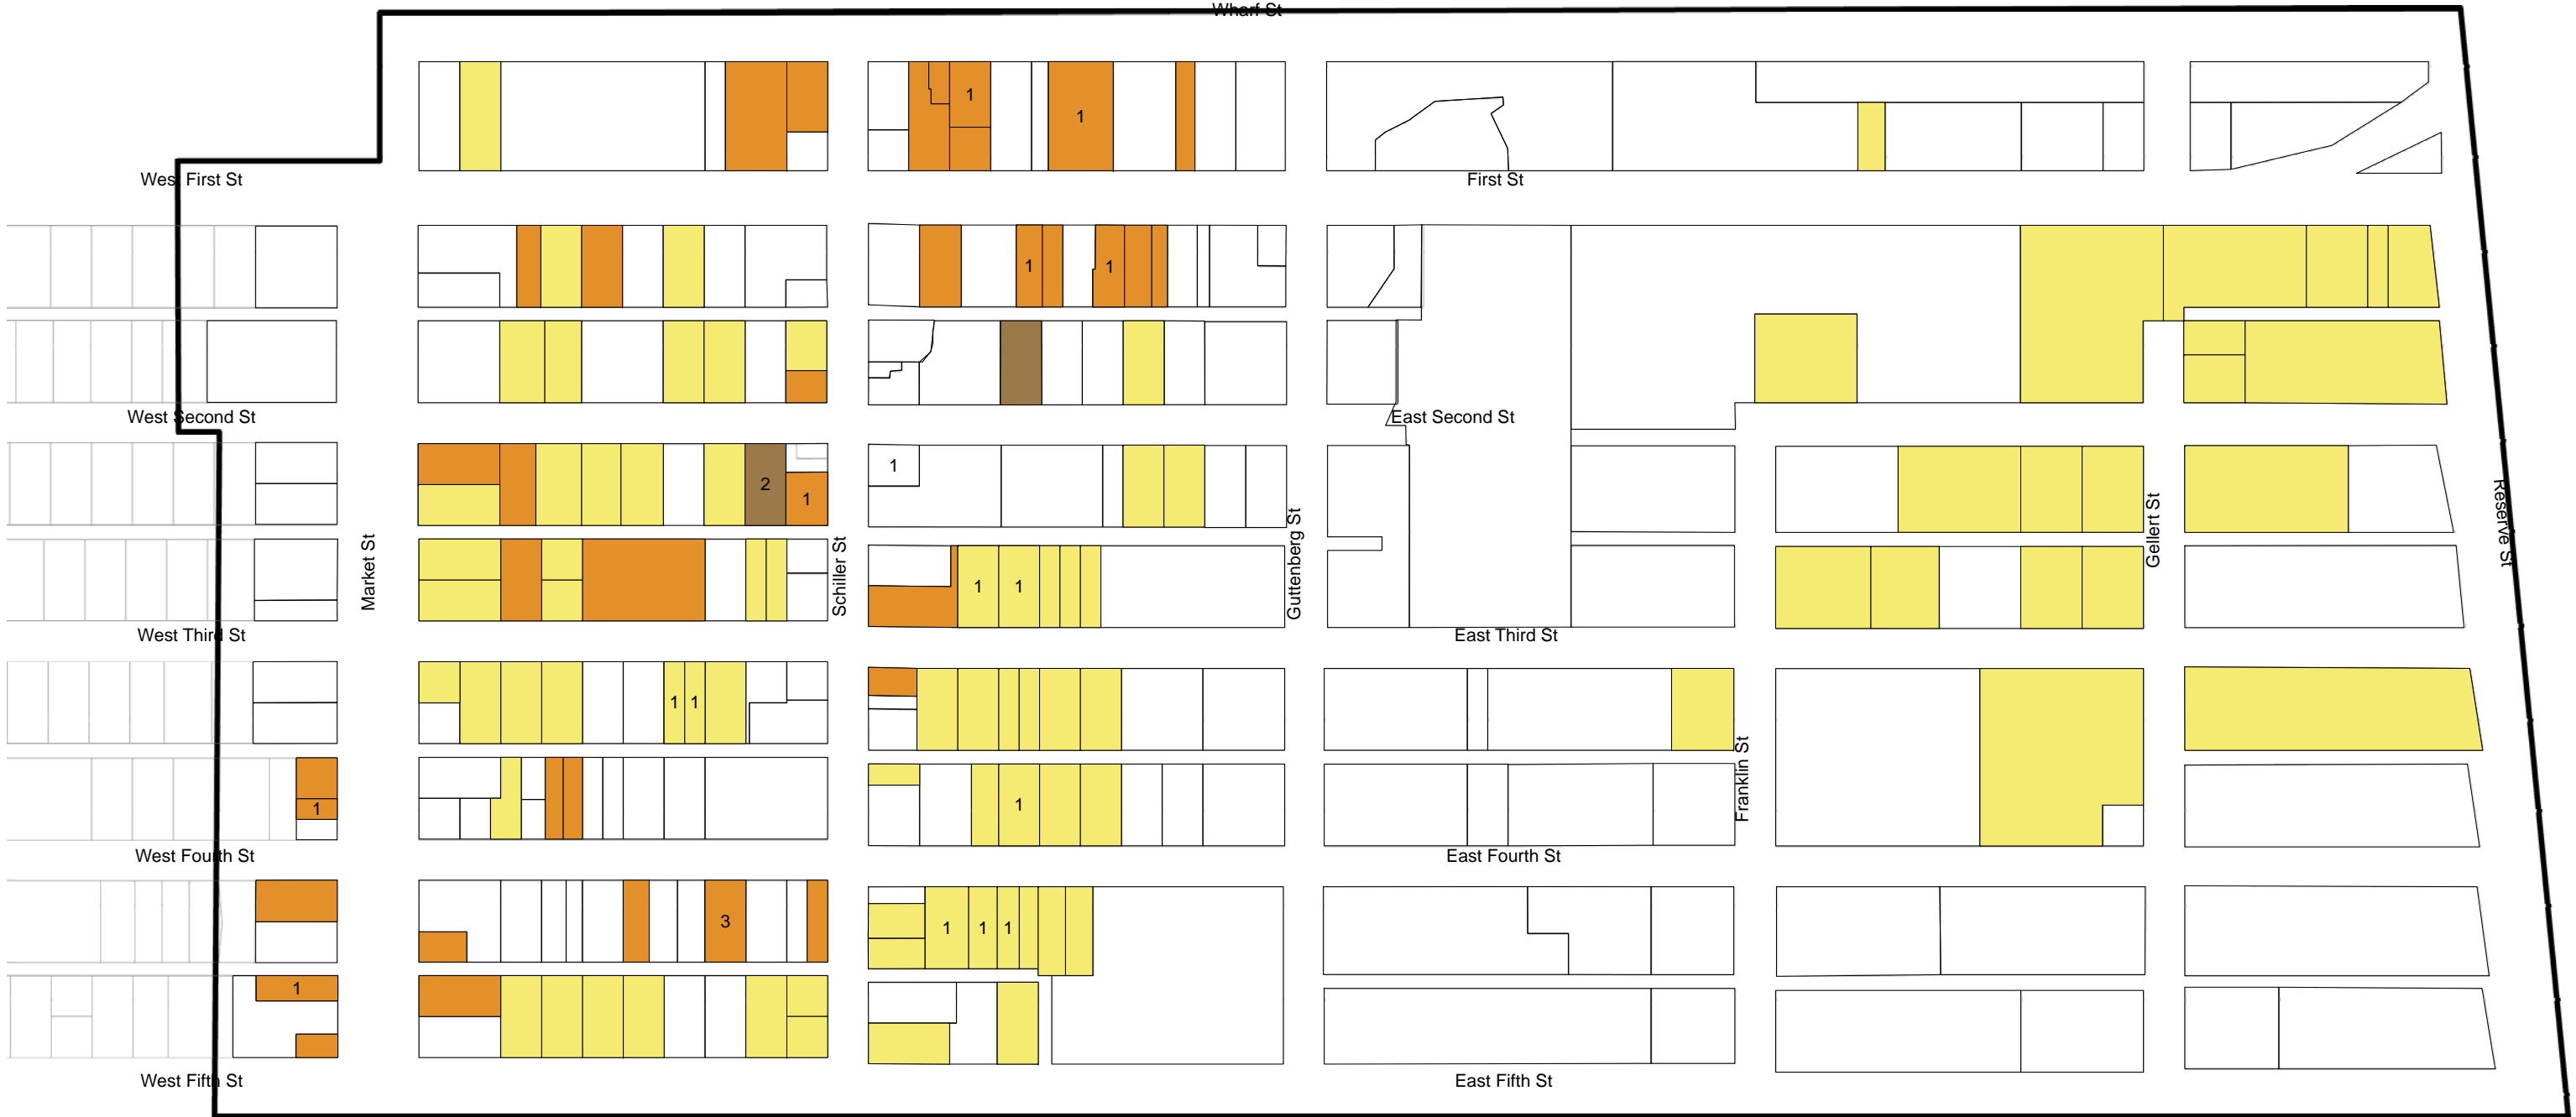 Wharf St
1
1
West First St
First St
1
1
West Second St
East Second St
1
2
1
Market St
Schiller St
Guttenberg St
Gellert St
Reserve St
1
1
West Third St
East Third St
1
1
Franklin St
1
1
West Fourth St
East Fourth St
3
1
1
1
1
West Fifth St
East Fifth St